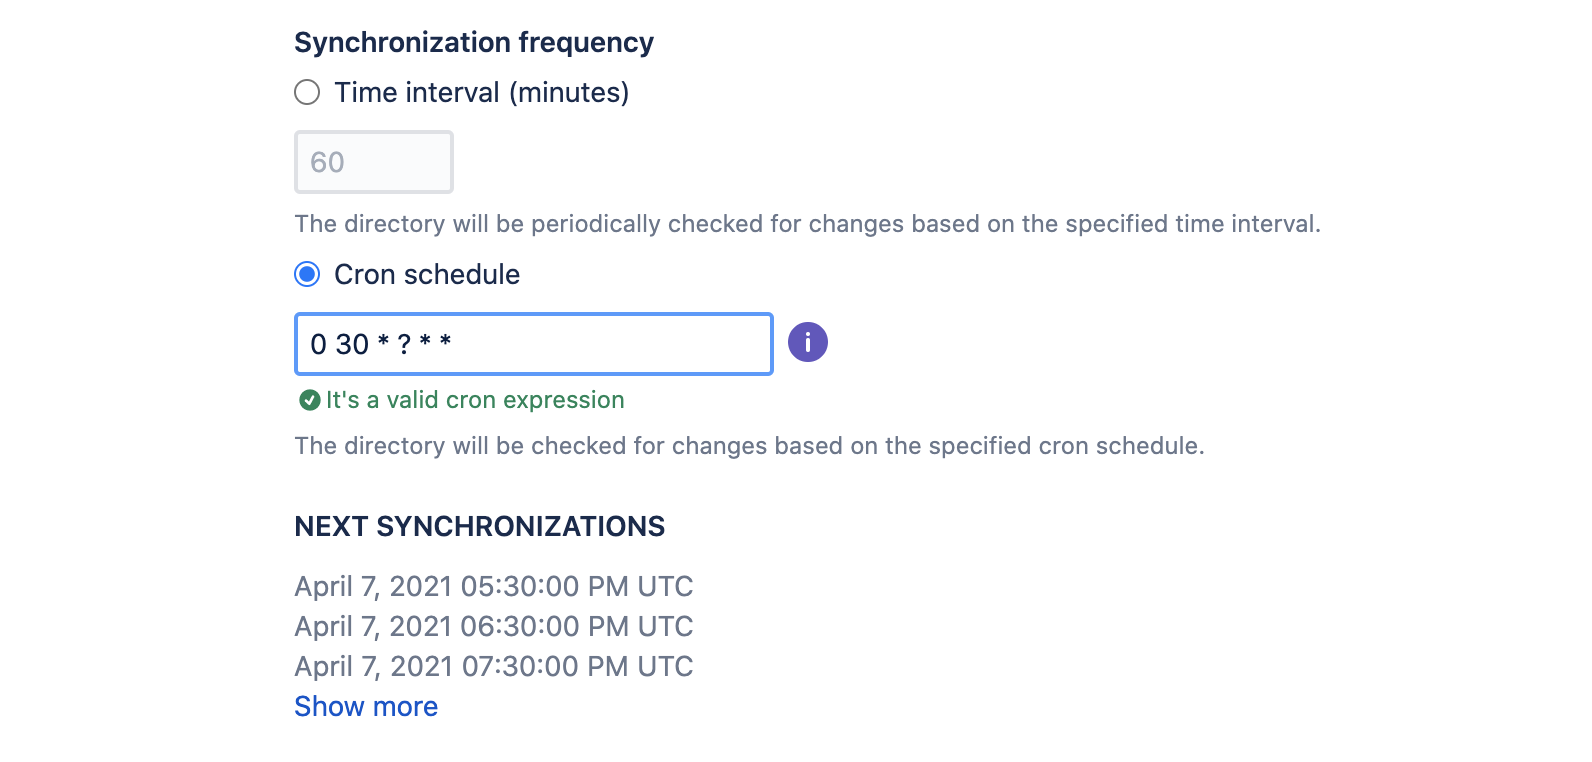 Synchronization frequency
Time interval (minutes)
60
The directory will be periodically checked for changes based on the specified time interval.
Cron schedule
0 30 * ? * *
i
It's a valid cron expression
The directory will be checked for changes based on the specified cron schedule.
NEXT SYNCHRONIZATIONS
April 7, 2021 05:30:00 PM UTC
April 7, 2021 06:30:00 PM UTC
April 7, 2021 07:30:00 PM UTC
Show more